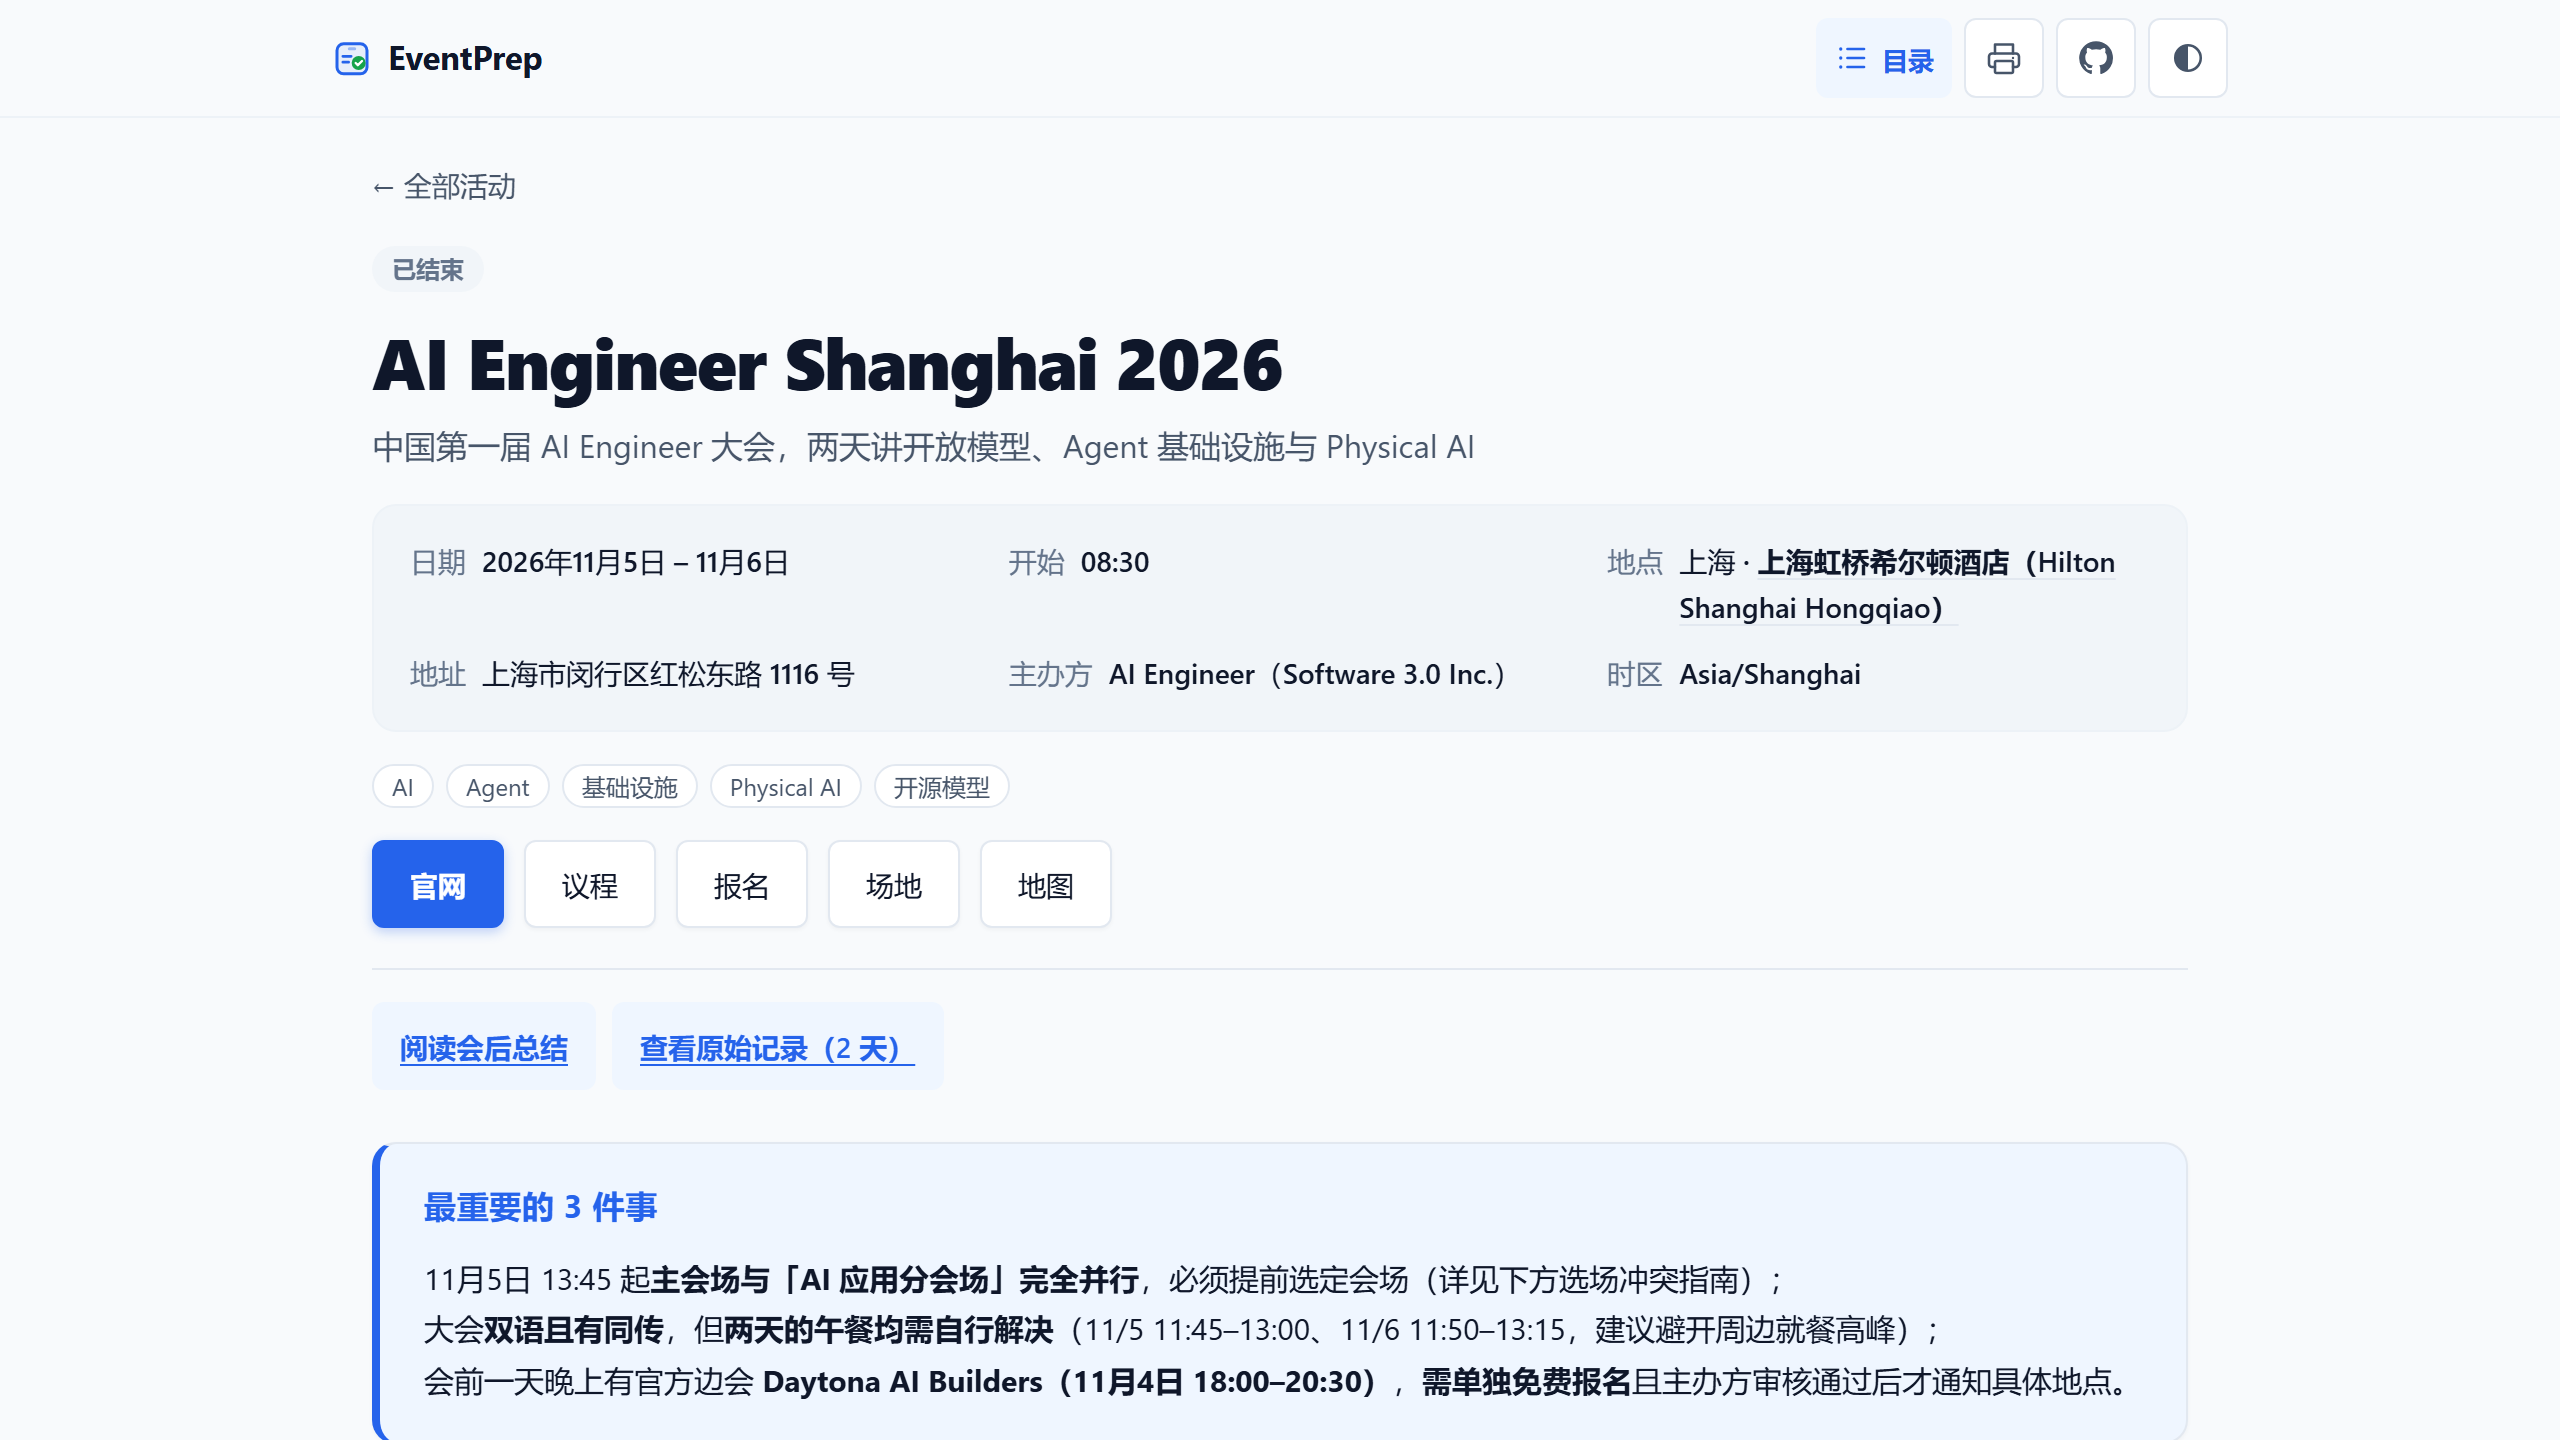 EventPrep
目录
← 全部活动
已结束
AI Engineer Shanghai 2026
中国第一届 AI Engineer 大会，两天讲开放模型、Agent 基础设施与 Physical AI
日期 2026年11月5日 – 11月6日
开始 08:30
地点 上海 · 上海虹桥希尔顿酒店（Hilton
Shanghai Hongqiao）
地址 上海市闵行区红松东路 1116 号
主办方 AI Engineer（Software 3.0 Inc.）
时区 Asia/Shanghai
AI
Agent
基础设施
Physical AI
开源模型
官网
议程
报名
场地
地图
阅读会后总结
查看原始记录（2 天）
最重要的 3 件事
11月5日 13:45 起主会场与「AI 应用分会场」完全并行，必须提前选定会场（详见下方选场冲突指南）；
大会双语且有同传，但两天的午餐均需自行解决（11/5 11:45–13:00、11/6 11:50–13:15，建议避开周边就餐高峰）；
会前一天晚上有官方边会 Daytona AI Builders（11月4日 18:00–20:30），需单独免费报名且主办方审核通过后才通知具体地点。